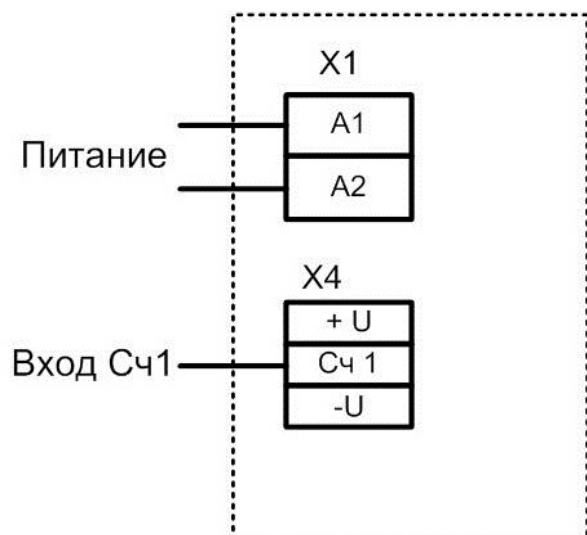 X1
Питание
A1
A2
X4
Вход Сч1
+ U
Сч 1
-U